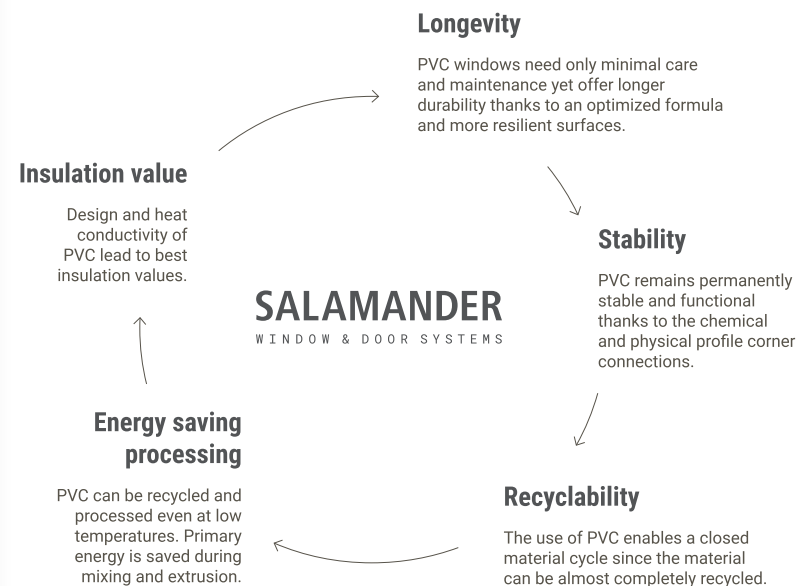 Longevity
PVC windows need only minimal care
and maintenance yet offer longer
durability thanks to an optimized formula
and more resilient surfaces.
Stability
PVC remains permanently
stable and functional
thanks to the chemical
and physical profile corner
connections.
Recyclability
The use of PVC enables a closed
material cycle since the material
can be almost completely recycled.
Energy saving
processing
PVC can be recycled and
processed even at low
temperatures. Primary
energy is saved during
mixing and extrusion.
Insulation value
Design and heat
conductivity of
PVC lead to best
insulation values.
SALAMANDER
WINDOW & DOOR SYSTEMS